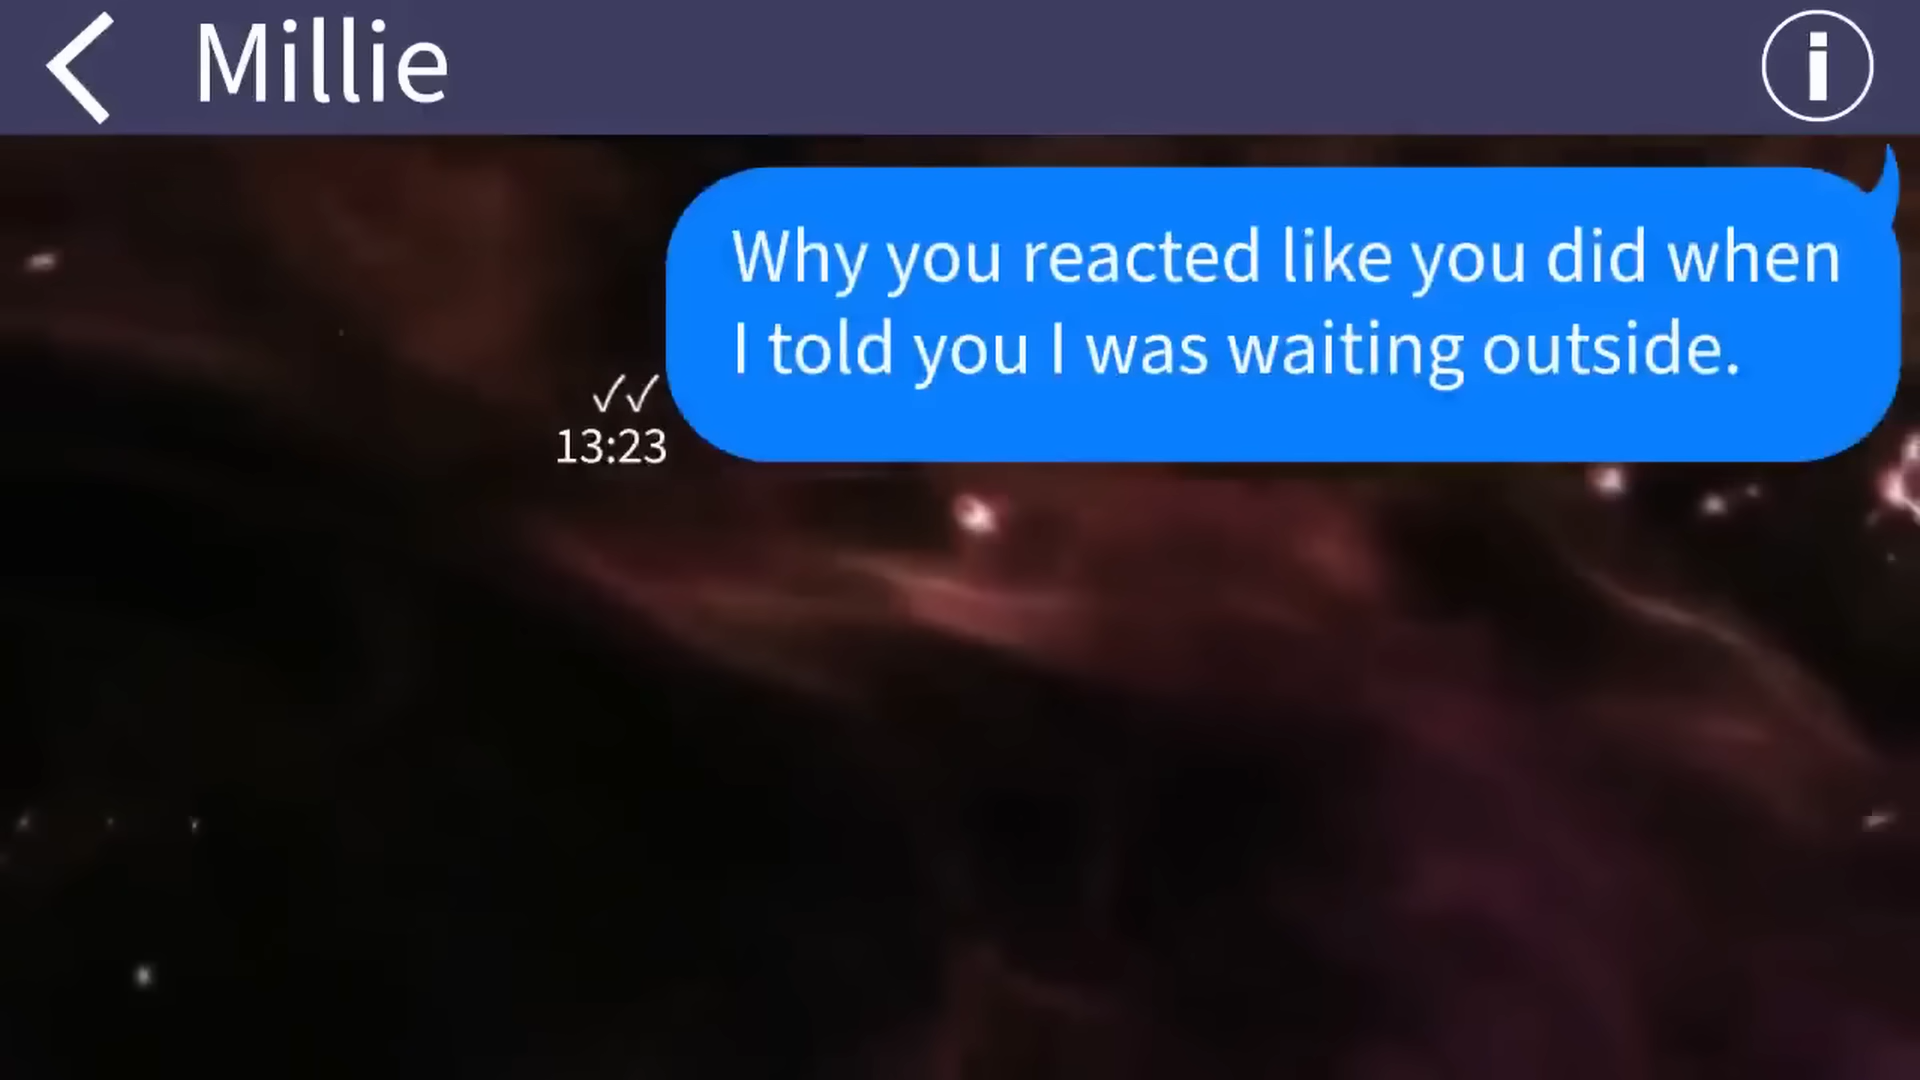 Millie
Why you reacted like you did when
I told you I was waiting outside.
✓✓
13:23